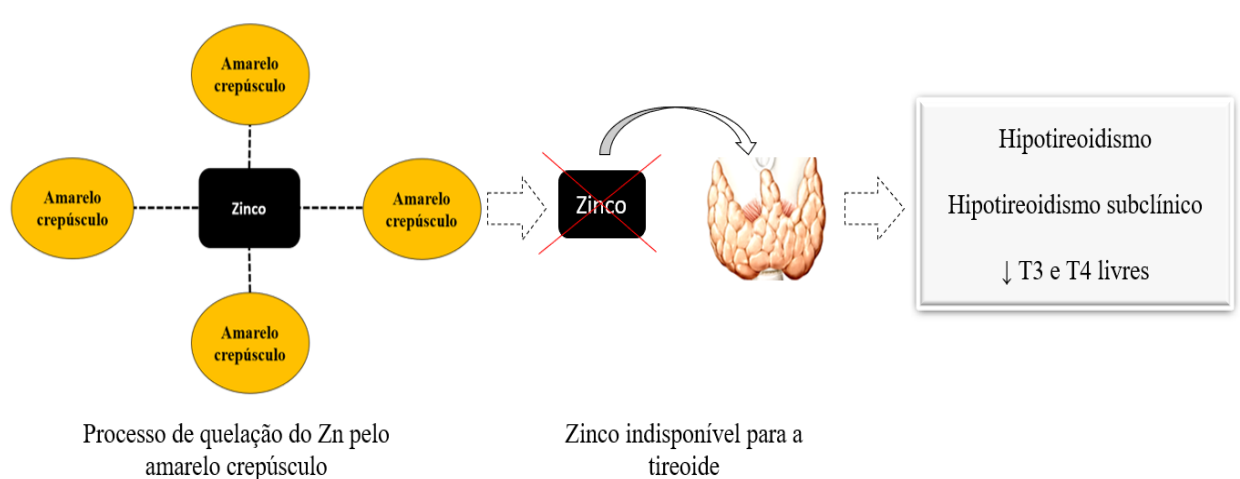 Amarelo
crepúsculo
Amarelo
crepúsculo
Zinco
Amarelo
crepúsculo
Amarelo
crepúsculo
Processo de quelação do Zn pelo
amarelo crepúsculo
Zinco
Zinco indisponível para a
tireoide
Hipotireoidismo
Hipotireoidismo subclínico
↓ T3 e T4 livres